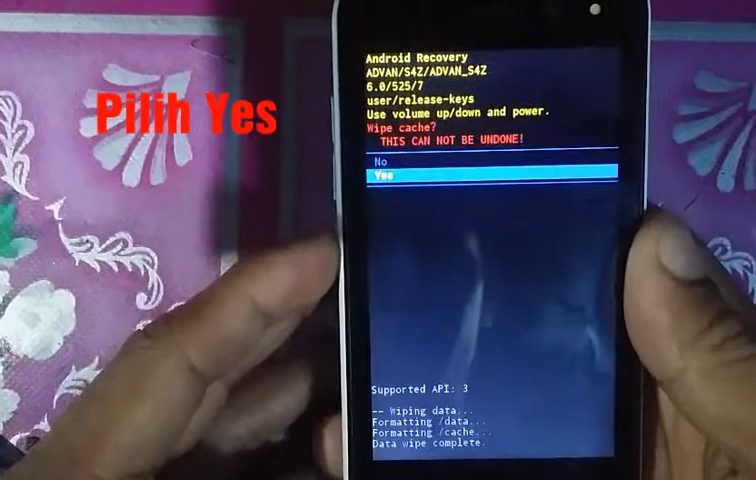 Pilih Yes
Android Recovery
ADVAN/S4Z/ADVAN_S4Z
6.0/525/7
user/release-keys
Use volume up/down and power.
Wipe cache?
THIS CAN NOT BE UNDONE!
No
Yes
Supported API: 3
-- Wiping data...
Formatting /data...
Formatting /cache...
Data wipe complete.